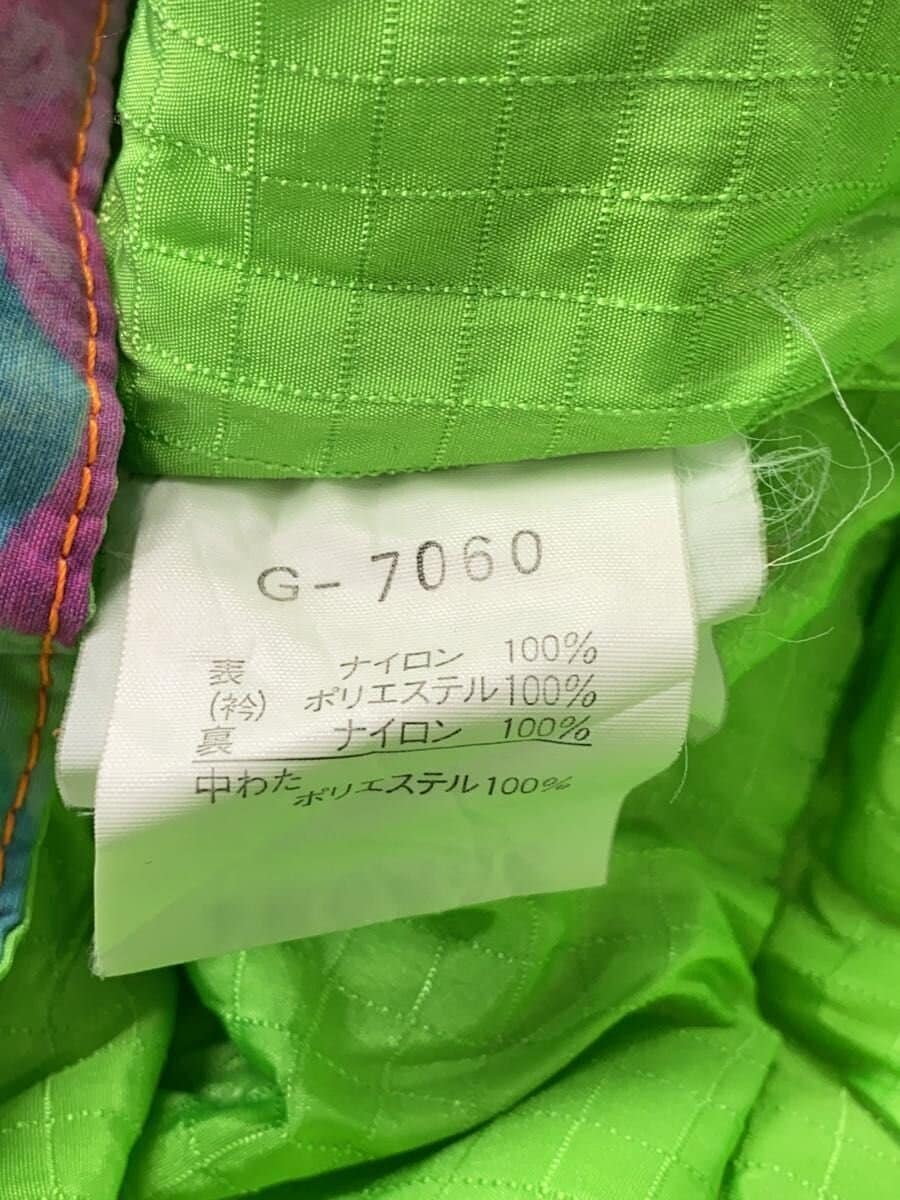 G-7060
表 ナイロン 100%
(衿) ポリエステル100%
裏 ナイロン 100%
中わた ポリエステル100%